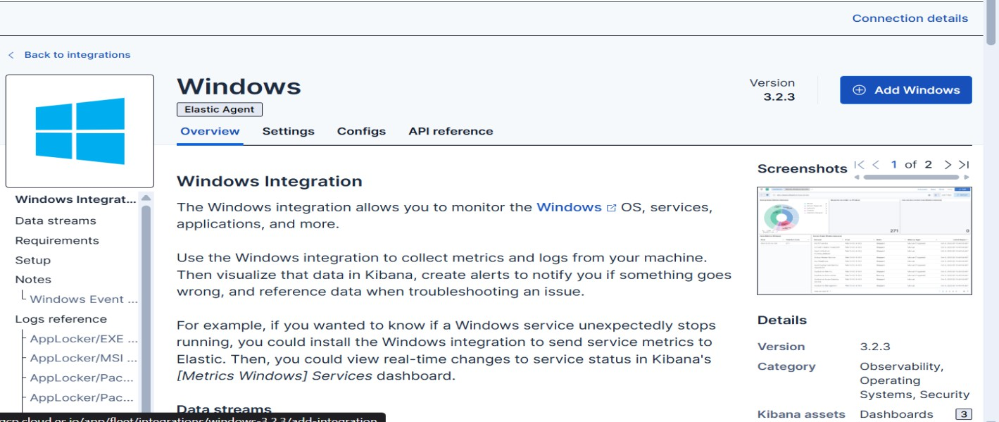 Connection details
Back to integrations
Windows
Elastic Agent
Version
3.2.3
Add Windows
Overview Settings Configs API reference
Windows Integrat...
Data streams
Requirements
Setup
Notes
Windows Event ...
Logs reference
AppLocker/EXE ...
AppLocker/MSI ...
AppLocker/Pac...
AppLocker/Pac...
Windows Integration
The Windows integration allows you to monitor the Windows OS, services,
applications, and more.
Use the Windows integration to collect metrics and logs from your machine.
Then visualize that data in Kibana, create alerts to notify you if something goes
wrong, and reference data when troubleshooting an issue.
For example, if you wanted to know if a Windows service unexpectedly stops
running, you could install the Windows integration to send service metrics to
Elastic. Then, you could view real-time changes to service status in Kibana's
[Metrics Windows] Services dashboard.
Data streams
Screenshots
1 of 2
271
0
Details
Version 3.2.3
Category Observability,
Operating
Systems, Security
Kibana assets Dashboards 3
gcp.cloud.es.io/app/fleet/integrations/windows-3.2.3/add-integration